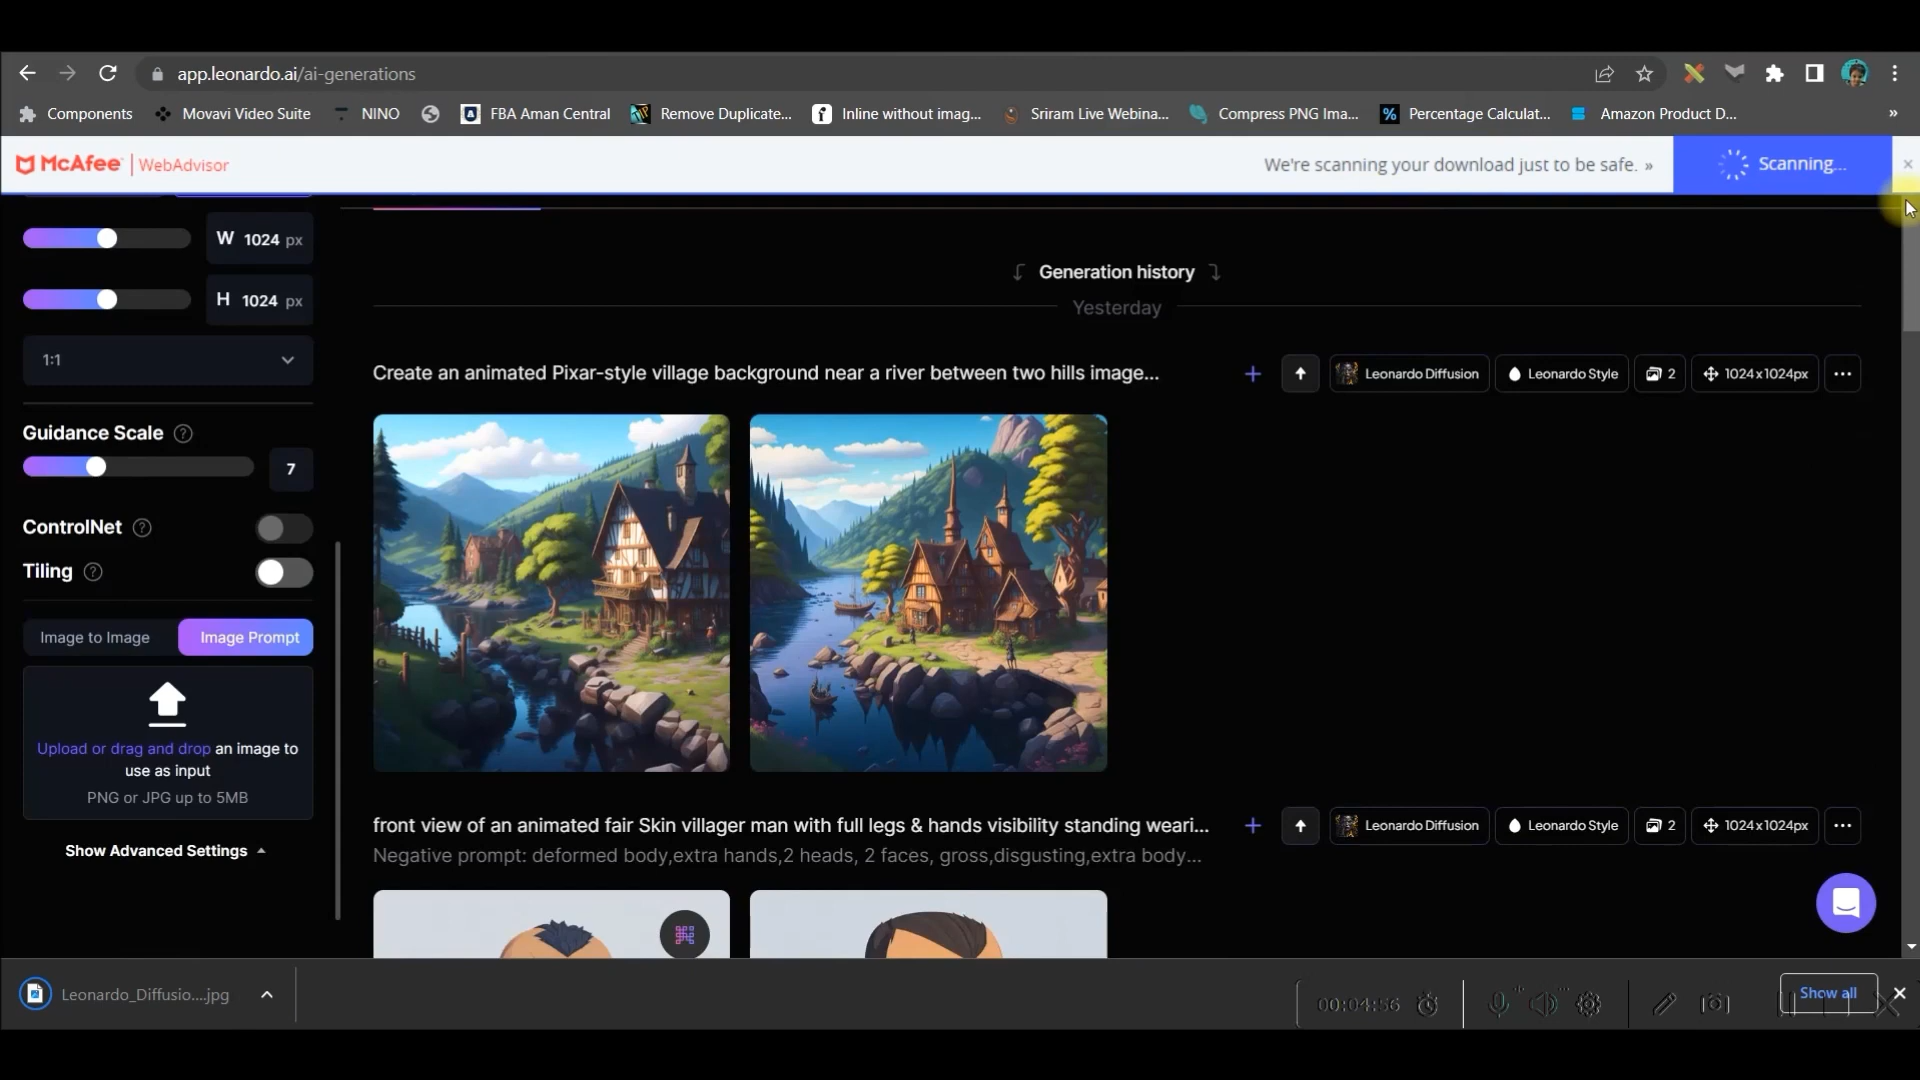 app.leonardo.ai/ai-generations
Components
Movavi Video Suite
NINO
FBA Aman Central
Remove Duplicate...
Inline without imag...
Sriram Live Webina...
Compress PNG Ima...
Percentage Calculat...
Amazon Product D...
»
McAfee | WebAdvisor
We're scanning your download just to be safe. »
Scanning...
W 1024 px
H 1024 px
1:1
Guidance Scale
7
ControlNet
Tiling
Image to Image
Image Prompt
Upload or drag and drop an image to
use as input
PNG or JPG up to 5MB
Show Advanced Settings
Generation history
Yesterday
Create an animated Pixar-style village background near a river between two hills image...
Leonardo Diffusion
Leonardo Style
2
1024x1024px
front view of an animated fair Skin villager man with full legs & hands visibility standing weari...
Leonardo Diffusion
Leonardo Style
2
1024x1024px
Negative prompt: deformed body,extra hands,2 heads, 2 faces, gross,disgusting,extra body...
Leonardo_Diffusio....jpg
00:04:56
Show all